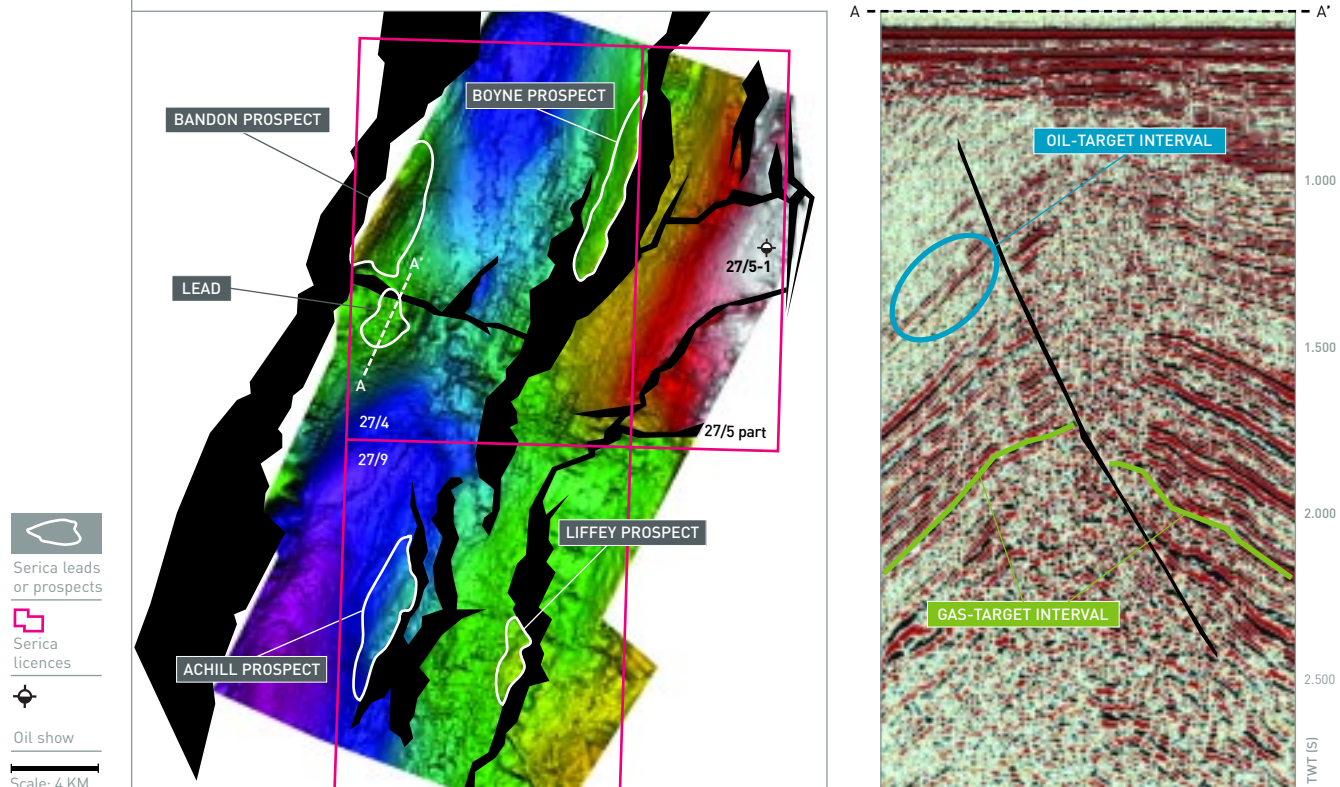 BOYNE PROSPECT
BANDON PROSPECT
A'
LEAD
27/5-1
A
27/4
27/5 part
27/9
LIFFEY PROSPECT
ACHILL PROSPECT
Serica leads
or prospects
Serica
licences
Oil show
Scale: 4 KM
A
A'
OIL-TARGET INTERVAL
1.000
1.500
2.000
GAS-TARGET INTERVAL
2.500
TWT (S)